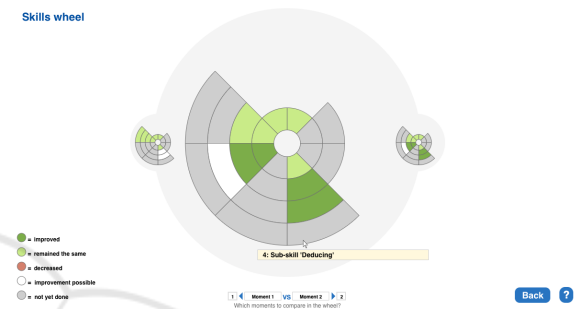 Skills wheel
4: Sub-skill 'Deducing'
= improved
= remained the same
= decreased
= improvement possible
= not yet done
1 Moment 1 VS Moment 2 2
Which moments to compare in the wheel?
Back ?